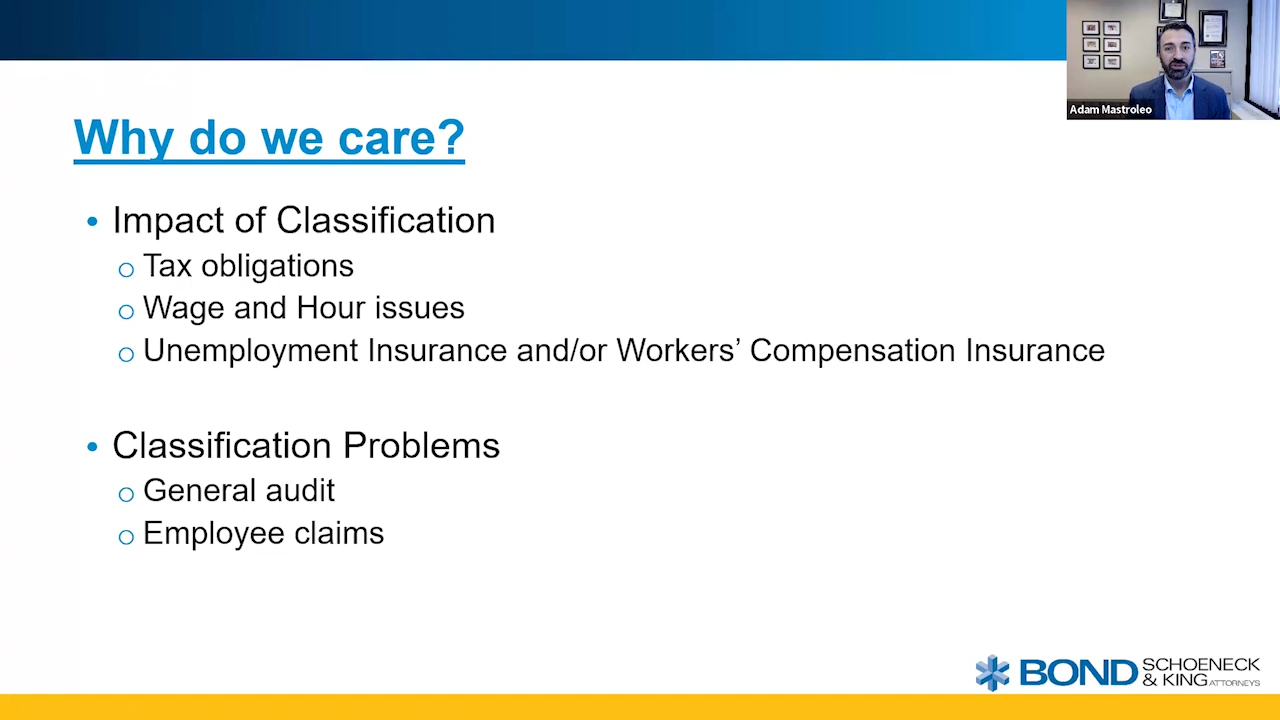 Adam Mastroleo
Why do we care?
• Impact of Classification
o Tax obligations
o Wage and Hour issues
o Unemployment Insurance and/or Workers’ Compensation Insurance
• Classification Problems
o General audit
o Employee claims
BOND SCHOENECK
& KING ATTORNEYS